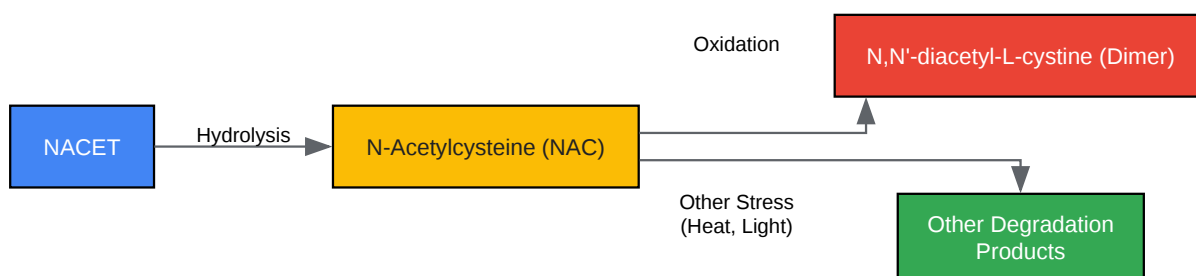 NACET
Hydrolysis
N-Acetylcysteine (NAC)
Oxidation
N,N'-diacetyl-L-cystine (Dimer)
Other Stress
(Heat, Light)
Other Degradation
Products